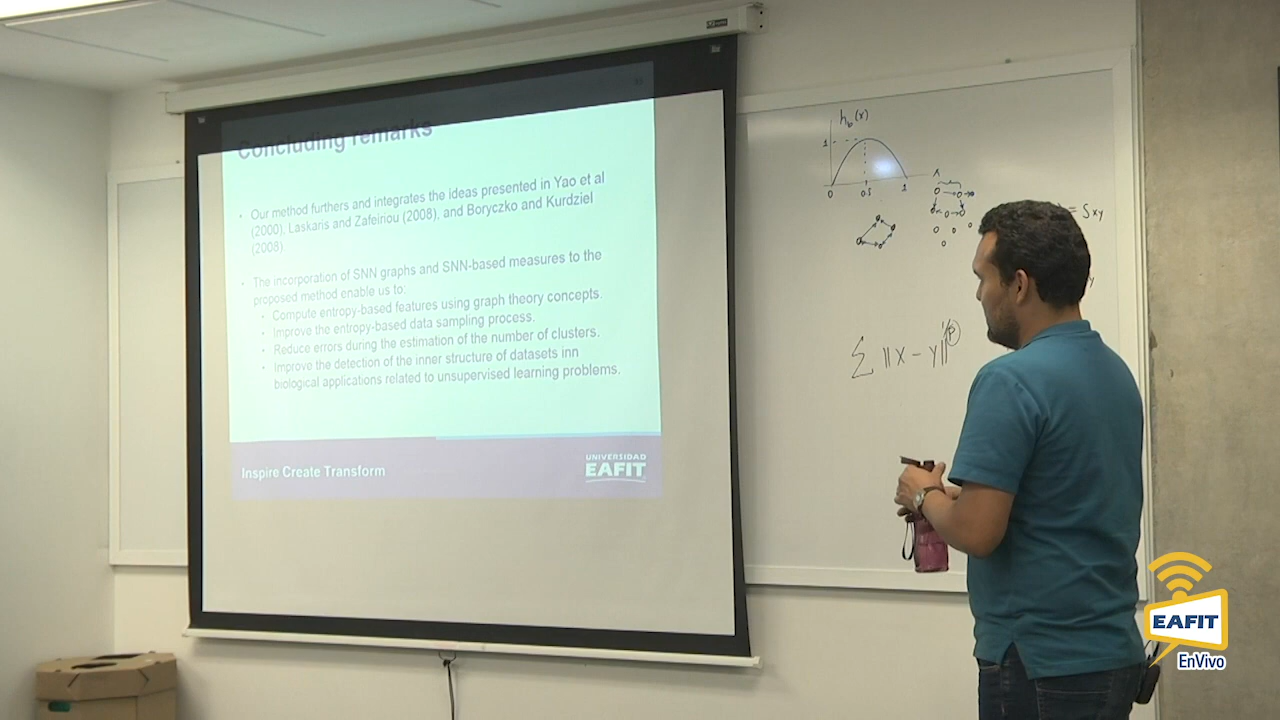 EAFIT
Concluding remarks
• Our method furthers and integrates the ideas presented in Yao et al
(2000), Laskaris and Zafeiriou (2008), and Boryczko and Kurdziel
(2008)
• The incorporation of SNN graphs and SNN-based measures to the
proposed method enable us to:
• Compute entropy-based features using graph theory concepts.
• Improve the entropy-based data sampling process.
• Reduce errors during the estimation of the number of clusters.
• Improve the detection of the inner structure of datasets inn
biological applications related to unsupervised learning problems.
Inspire Create Transform
UNIVERSIDAD
EAFIT
h_b(x)
1
0 0.5 1
= Sxy
∑ ||X - y||
EAFIT
EnVivo